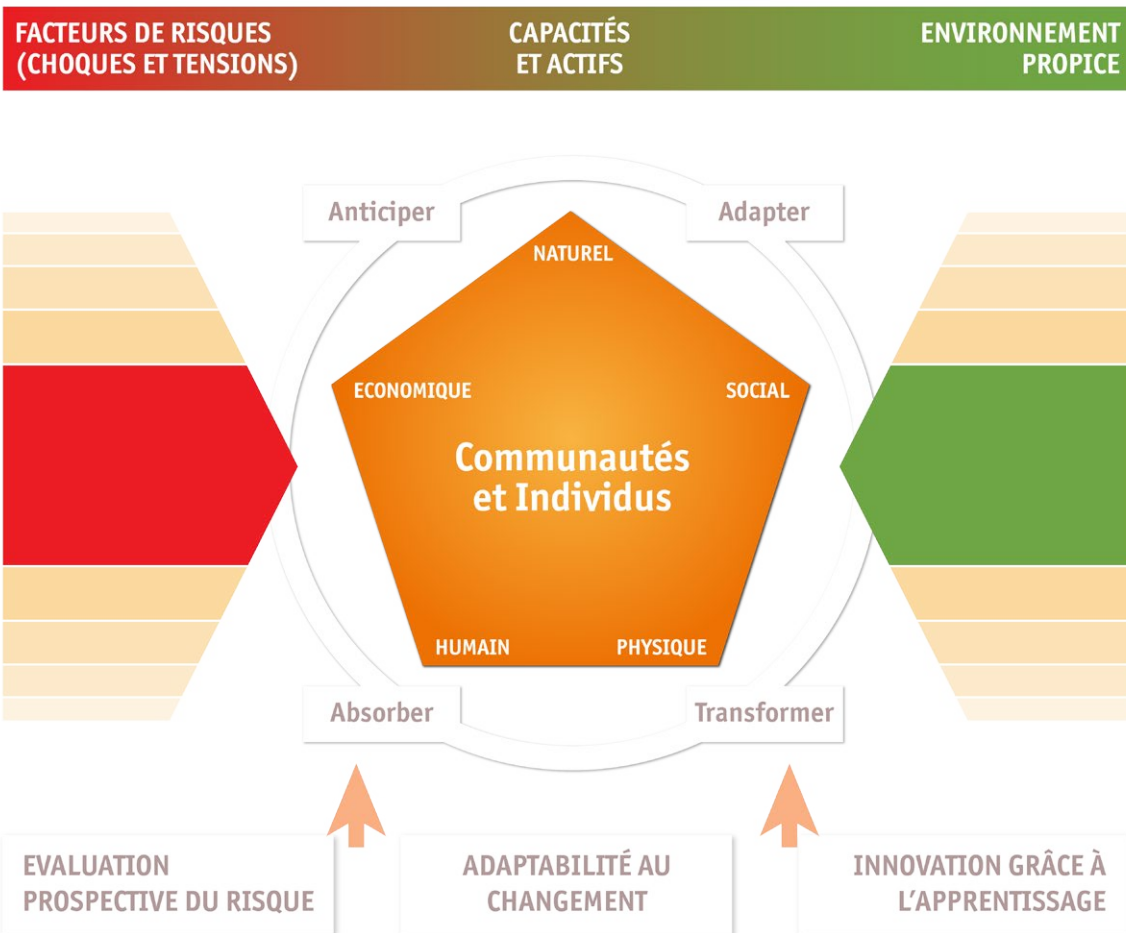 FACTEURS DE RISQUES
(CHOQUES ET TENSIONS)
CAPACITÉS
ET ACTIFS
ENVIRONNEMENT
PROPICE
Anticiper
Adapter
NATUREL
ECONOMIQUE
SOCIAL
Communautés
et Individus
HUMAIN
PHYSIQUE
Absorber
Transformer
EVALUATION
PROSPECTIVE DU RISQUE
ADAPTABILITÉ AU
CHANGEMENT
INNOVATION GRÂCE À
L'APPRENTISSAGE